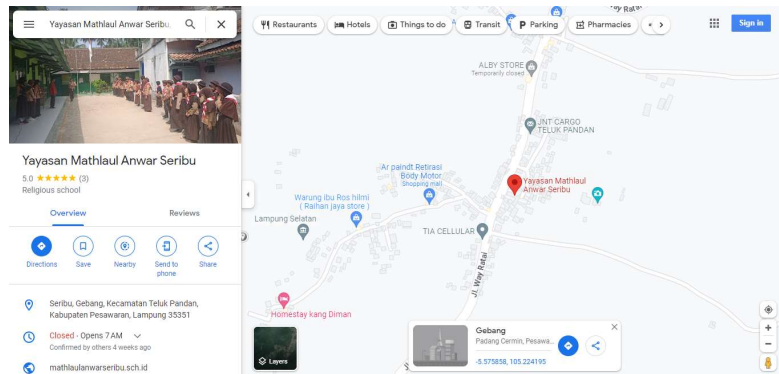 Yayasan Mathlaul Anwar Seribu,
Yayasan Mathlaul Anwar Seribu
5.0 ★★★★★ (3)
Religious school
Overview
Reviews
Directions
Save
Nearby
Send to
phone
Share
Seribu, Gebang, Kecamatan Teluk Pandan,
Kabupaten Pesawaran, Lampung 35351
Closed · Opens 7 AM
Confirmed by others 4 weeks ago
mathlaulanwarseribu.sch.id
Restaurants
Hotels
Things to do
Transit
P Parking
Pharmacies
Sign in
ALBY STORE
Temporarily closed
JNT CARGO
TELUK PANDAN
Ar paindt Retirasi
Body Motor
Shopping mall
Yayasan Mathlaul
Anwar Seribu
Warung ibu Ros hilmi
( Raihan jaya store )
Lampung Selatan
TIA CELLULAR
Jl. Way Ratai
Homestay kang Diman
Layers
Gebang
Padang Cermin, Pesawa...
-5.575858, 105.224195